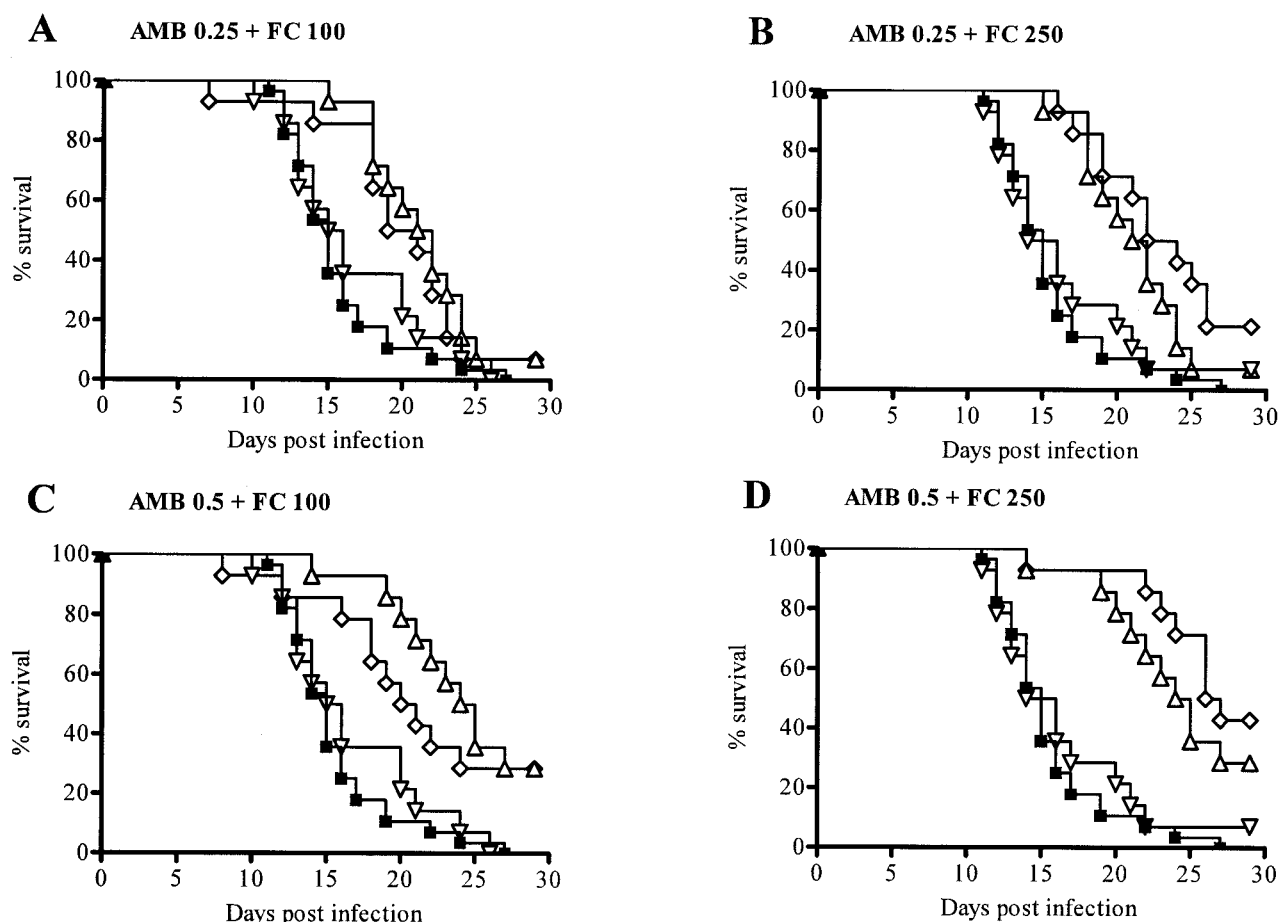 A
AMB 0.25 + FC 100
% survival
100
80
60
40
20
0
0 5 10 15 20 25 30
Days post infection
B
AMB 0.25 + FC 250
% survival
100
80
60
40
20
0
0 5 10 15 20 25 30
Days post infection
C
AMB 0.5 + FC 100
% survival
100
80
60
40
20
0
0 5 10 15 20 25 30
Days post infection
D
AMB 0.5 + FC 250
% survival
100
80
60
40
20
0
0 5 10 15 20 25 30
Days post infection